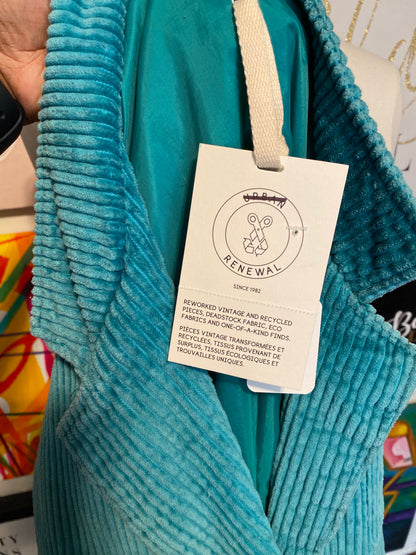 URBAN
RENEWAL
SINCE 1982
REWORKED VINTAGE AND RECYCLED
PIECES, DEADSTOCK FABRIC, ECO
FABRICS AND ONE-OF-A-KIND FINDS.
PIÈCES VINTAGE TRANSFORMÉES ET
RECYCLÉES, TISSUS PROVENANT DE
SURPLUS, TISSUS ÉCOLOGIQUES ET
TROUVAILLES UNIQUES.